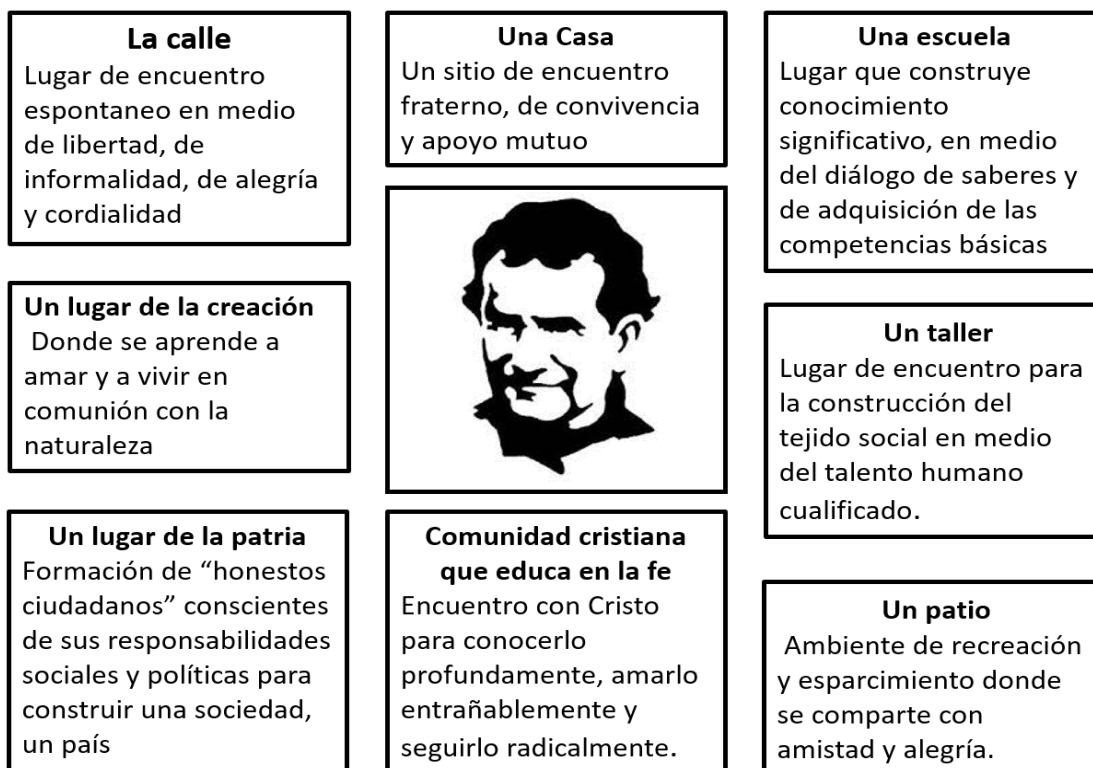 La calle
Lugar de encuentro
espontaneo en medio
de libertad, de
informalidad, de alegría
y cordialidad
Una Casa
Un sitio de encuentro
fraterno, de convivencia
y apoyo mutuo
Una escuela
Lugar que construye
conocimiento
significativo, en medio
del diálogo de saberes y
de adquisición de las
competencias básicas
Un lugar de la creación
Donde se aprende a
amar y a vivir en
comunión con la
naturaleza
Un taller
Lugar de encuentro para
la construcción del
tejido social en medio
del talento humano
cualificado.
Un lugar de la patria
Formación de “honestos
ciudadanos” conscientes
de sus responsabilidades
sociales y políticas para
construir una sociedad,
un país
Comunidad cristiana
que educa en la fe
Encuentro con Cristo
para conocerlo
profundamente, amarlo
entrañablemente y
seguirlo radicalmente.
Un patio
Ambiente de recreación
y esparcimiento donde
se comparte con
amistad y alegría.